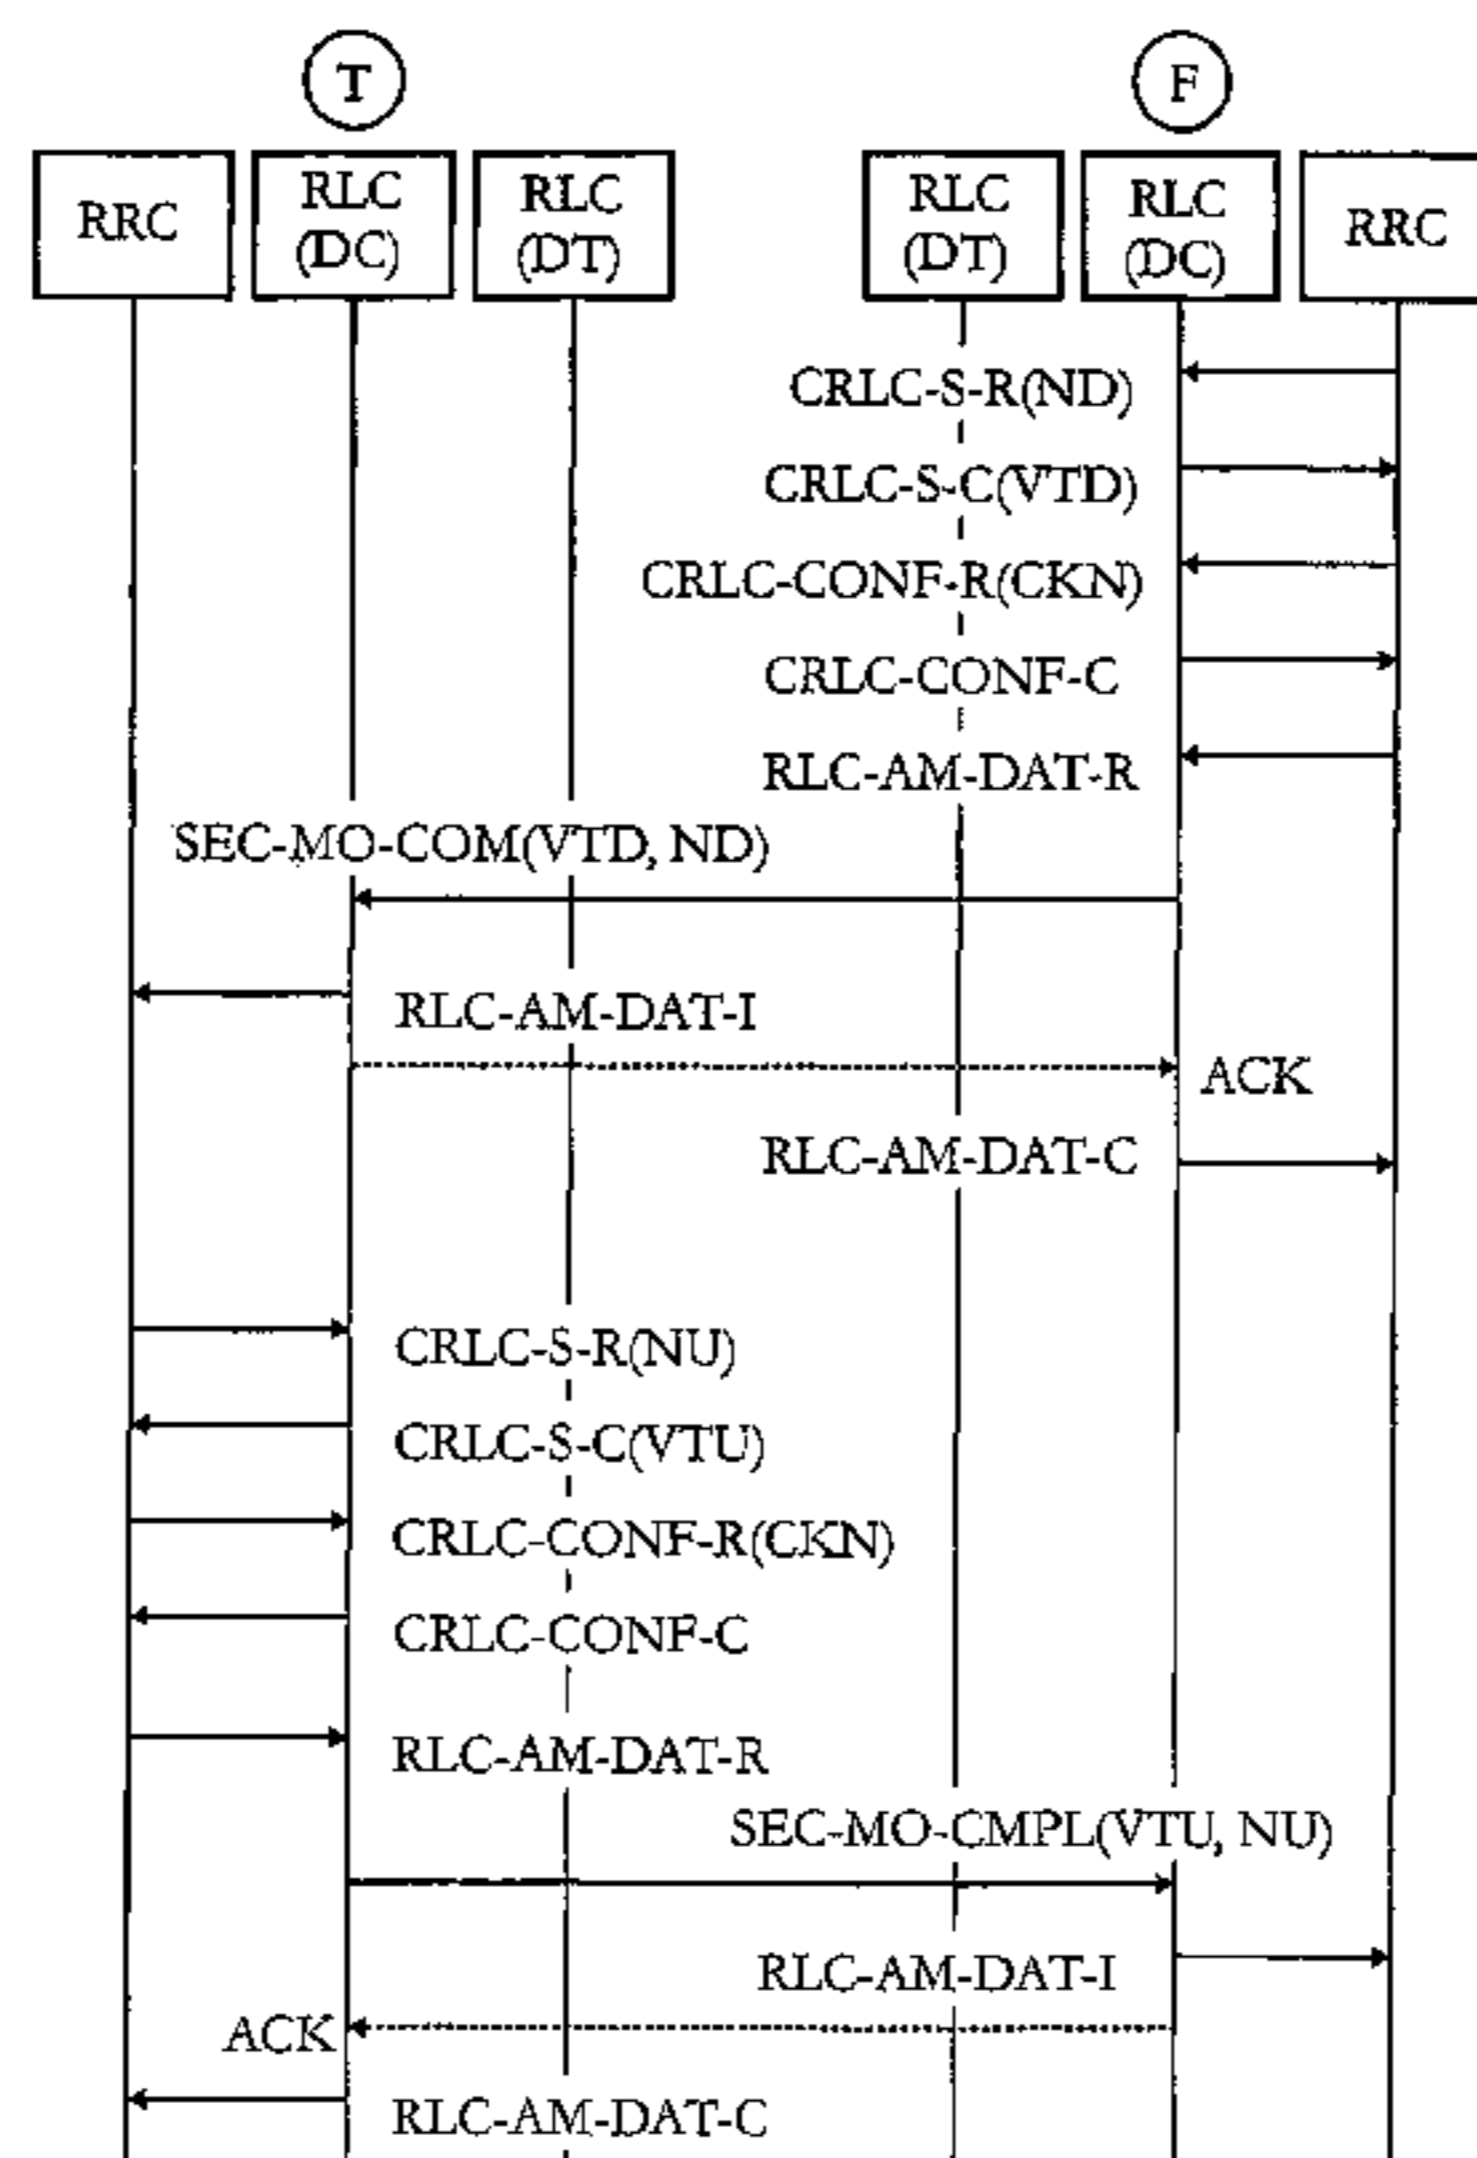 T F
RRC RLC (DC) RLC (DT) RLC (DT) RLC (DC) RRC
CRLC-S-R(ND)
CRLC-S-C(VTD)
CRLC-CONF-R(CKN)
CRLC-CONF-C
RLC-AM-DAT-R
SEC-MO-COM(VTD, ND)
RLC-AM-DAT-I
ACK
RLC-AM-DAT-C
CRLC-S-R(NU)
CRLC-S-C(VTU)
CRLC-CONF-R(CKN)
CRLC-CONF-C
RLC-AM-DAT-R
SEC-MO-CMPL(VTU, NU)
RLC-AM-DAT-I
ACK
RLC-AM-DAT-C